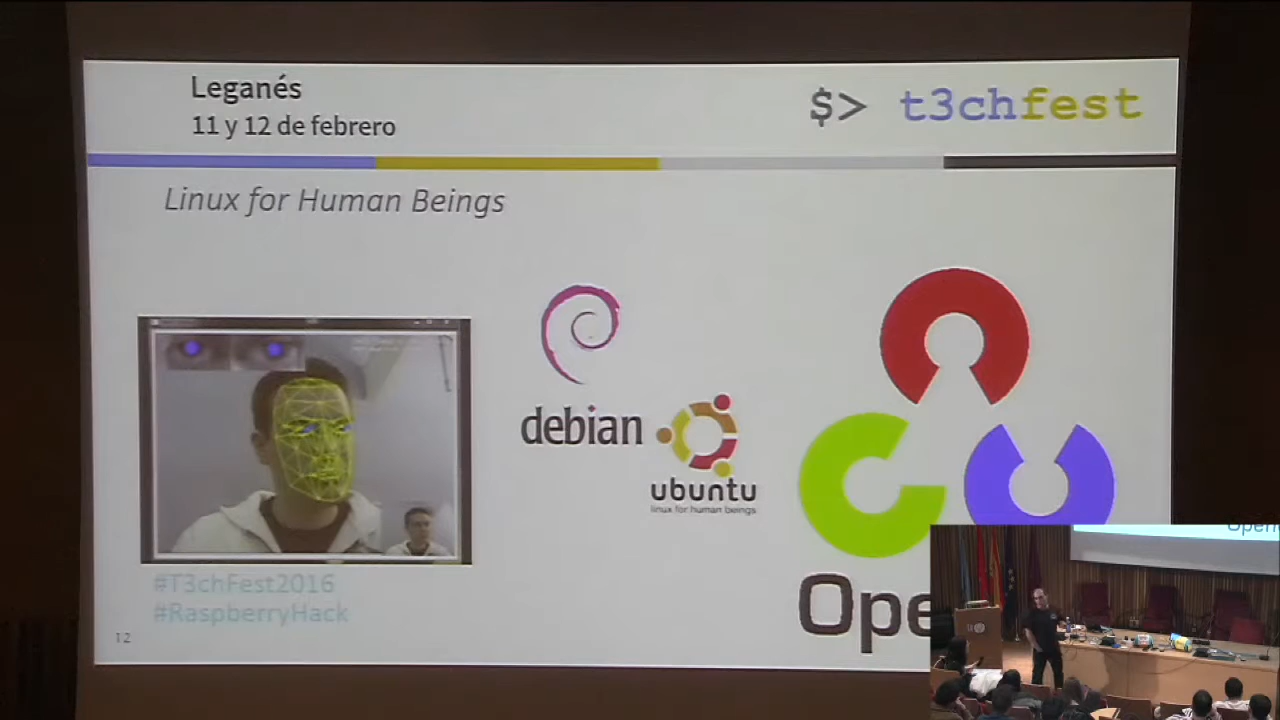 Leganés
11 y 12 de febrero
$> t3chfest
Linux for Human Beings
debian
ubuntu
linux for human beings
#T3chFest2016
#RaspberryHack
Ope
12
Open